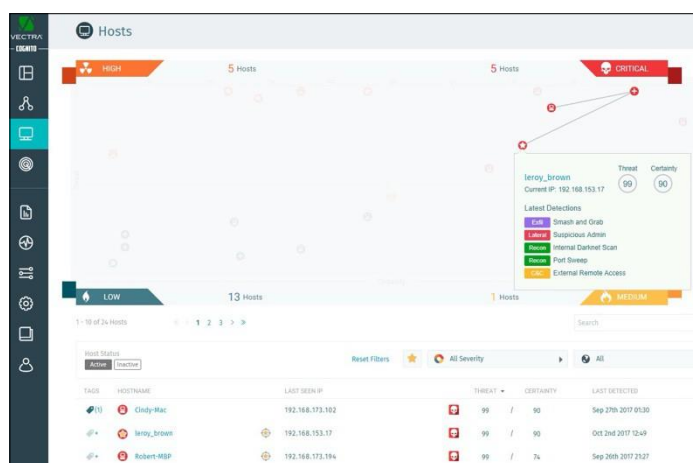 VECTRA
COGNITO
Hosts
HIGH
5 Hosts
5 Hosts
CRITICAL
leroy_brown
Current IP: 192.168.153.17
Threat
99
Certainty
90
Latest Detections
Exfil Smash and Grab
Lateral Suspicious Admin
Recon Internal Darknet Scan
Recon Port Sweep
C&C External Remote Access
LOW
13 Hosts
1 Hosts
MEDIUM
1 - 10 of 24 Hosts
1 2 3 > »
Search
Host Status
Active Inactive
Reset Filters
All Severity
All
TAGS HOSTNAME LAST SEEN IP THREAT CERTAINTY LAST DETECTED
(1) Cindy-Mac 192.168.173.102 99 / 90 Sep 27th 2017 01:30
leroy_brown 192.168.153.17 99 / 90 Oct 2nd 2017 12:49
Robert-MBP 192.168.173.194 99 / 74 Sep 26th 2017 21:27